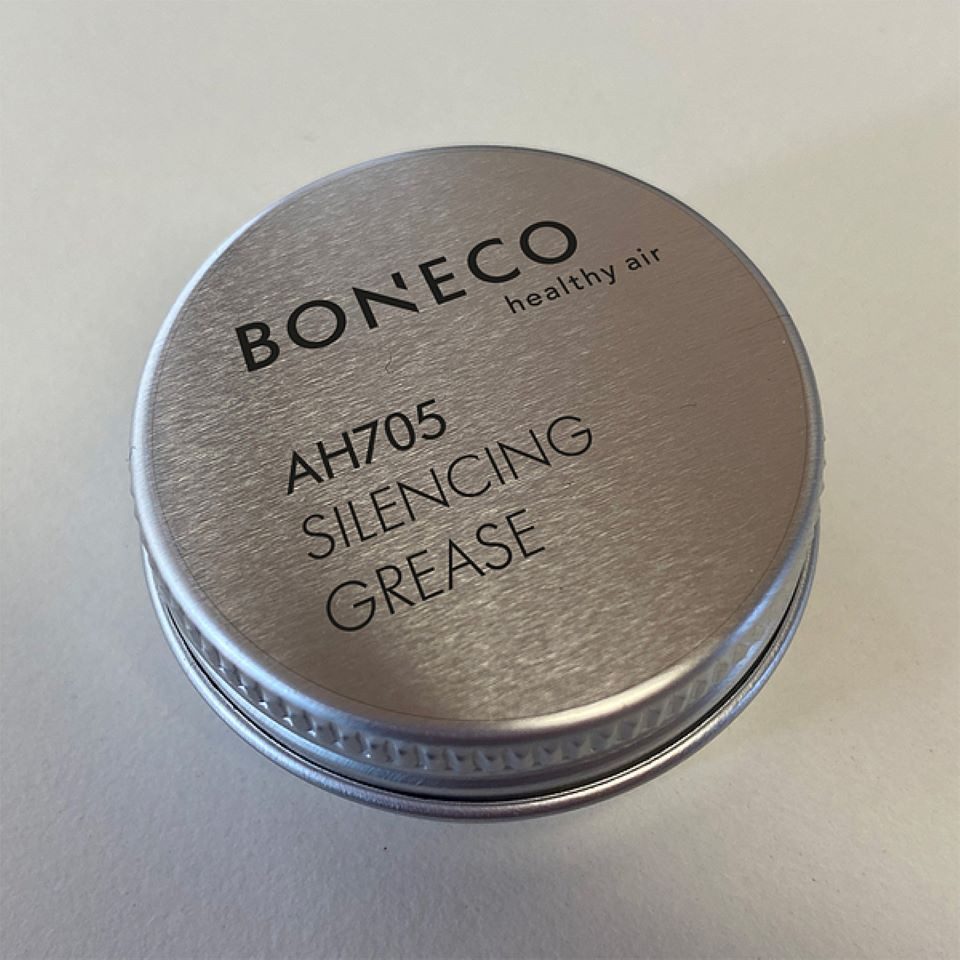 BONECO
healthy air
AH705
SILENCING
GREASE